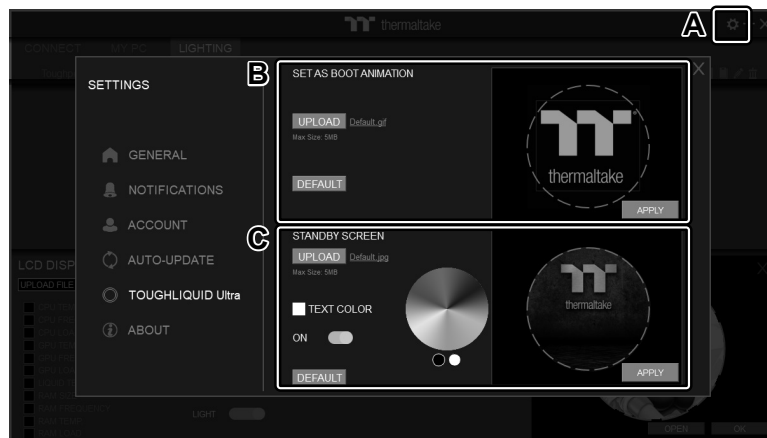 A
thermaltake
CONNECT MY PC LIGHTING
SETTINGS
GENERAL
NOTIFICATIONS
ACCOUNT
AUTO-UPDATE
TOUGHLIQUID Ultra
ABOUT
B
SET AS BOOT ANIMATION
UPLOAD Default.gif
Max Size: 5MB
DEFAULT
thermaltake
APPLY
C
STANDBY SCREEN
UPLOAD Default.jpg
Max Size: 5MB
TEXT COLOR
ON
DEFAULT
thermaltake
APPLY
UPLOAD FILE
LIGHT
OPEN OK